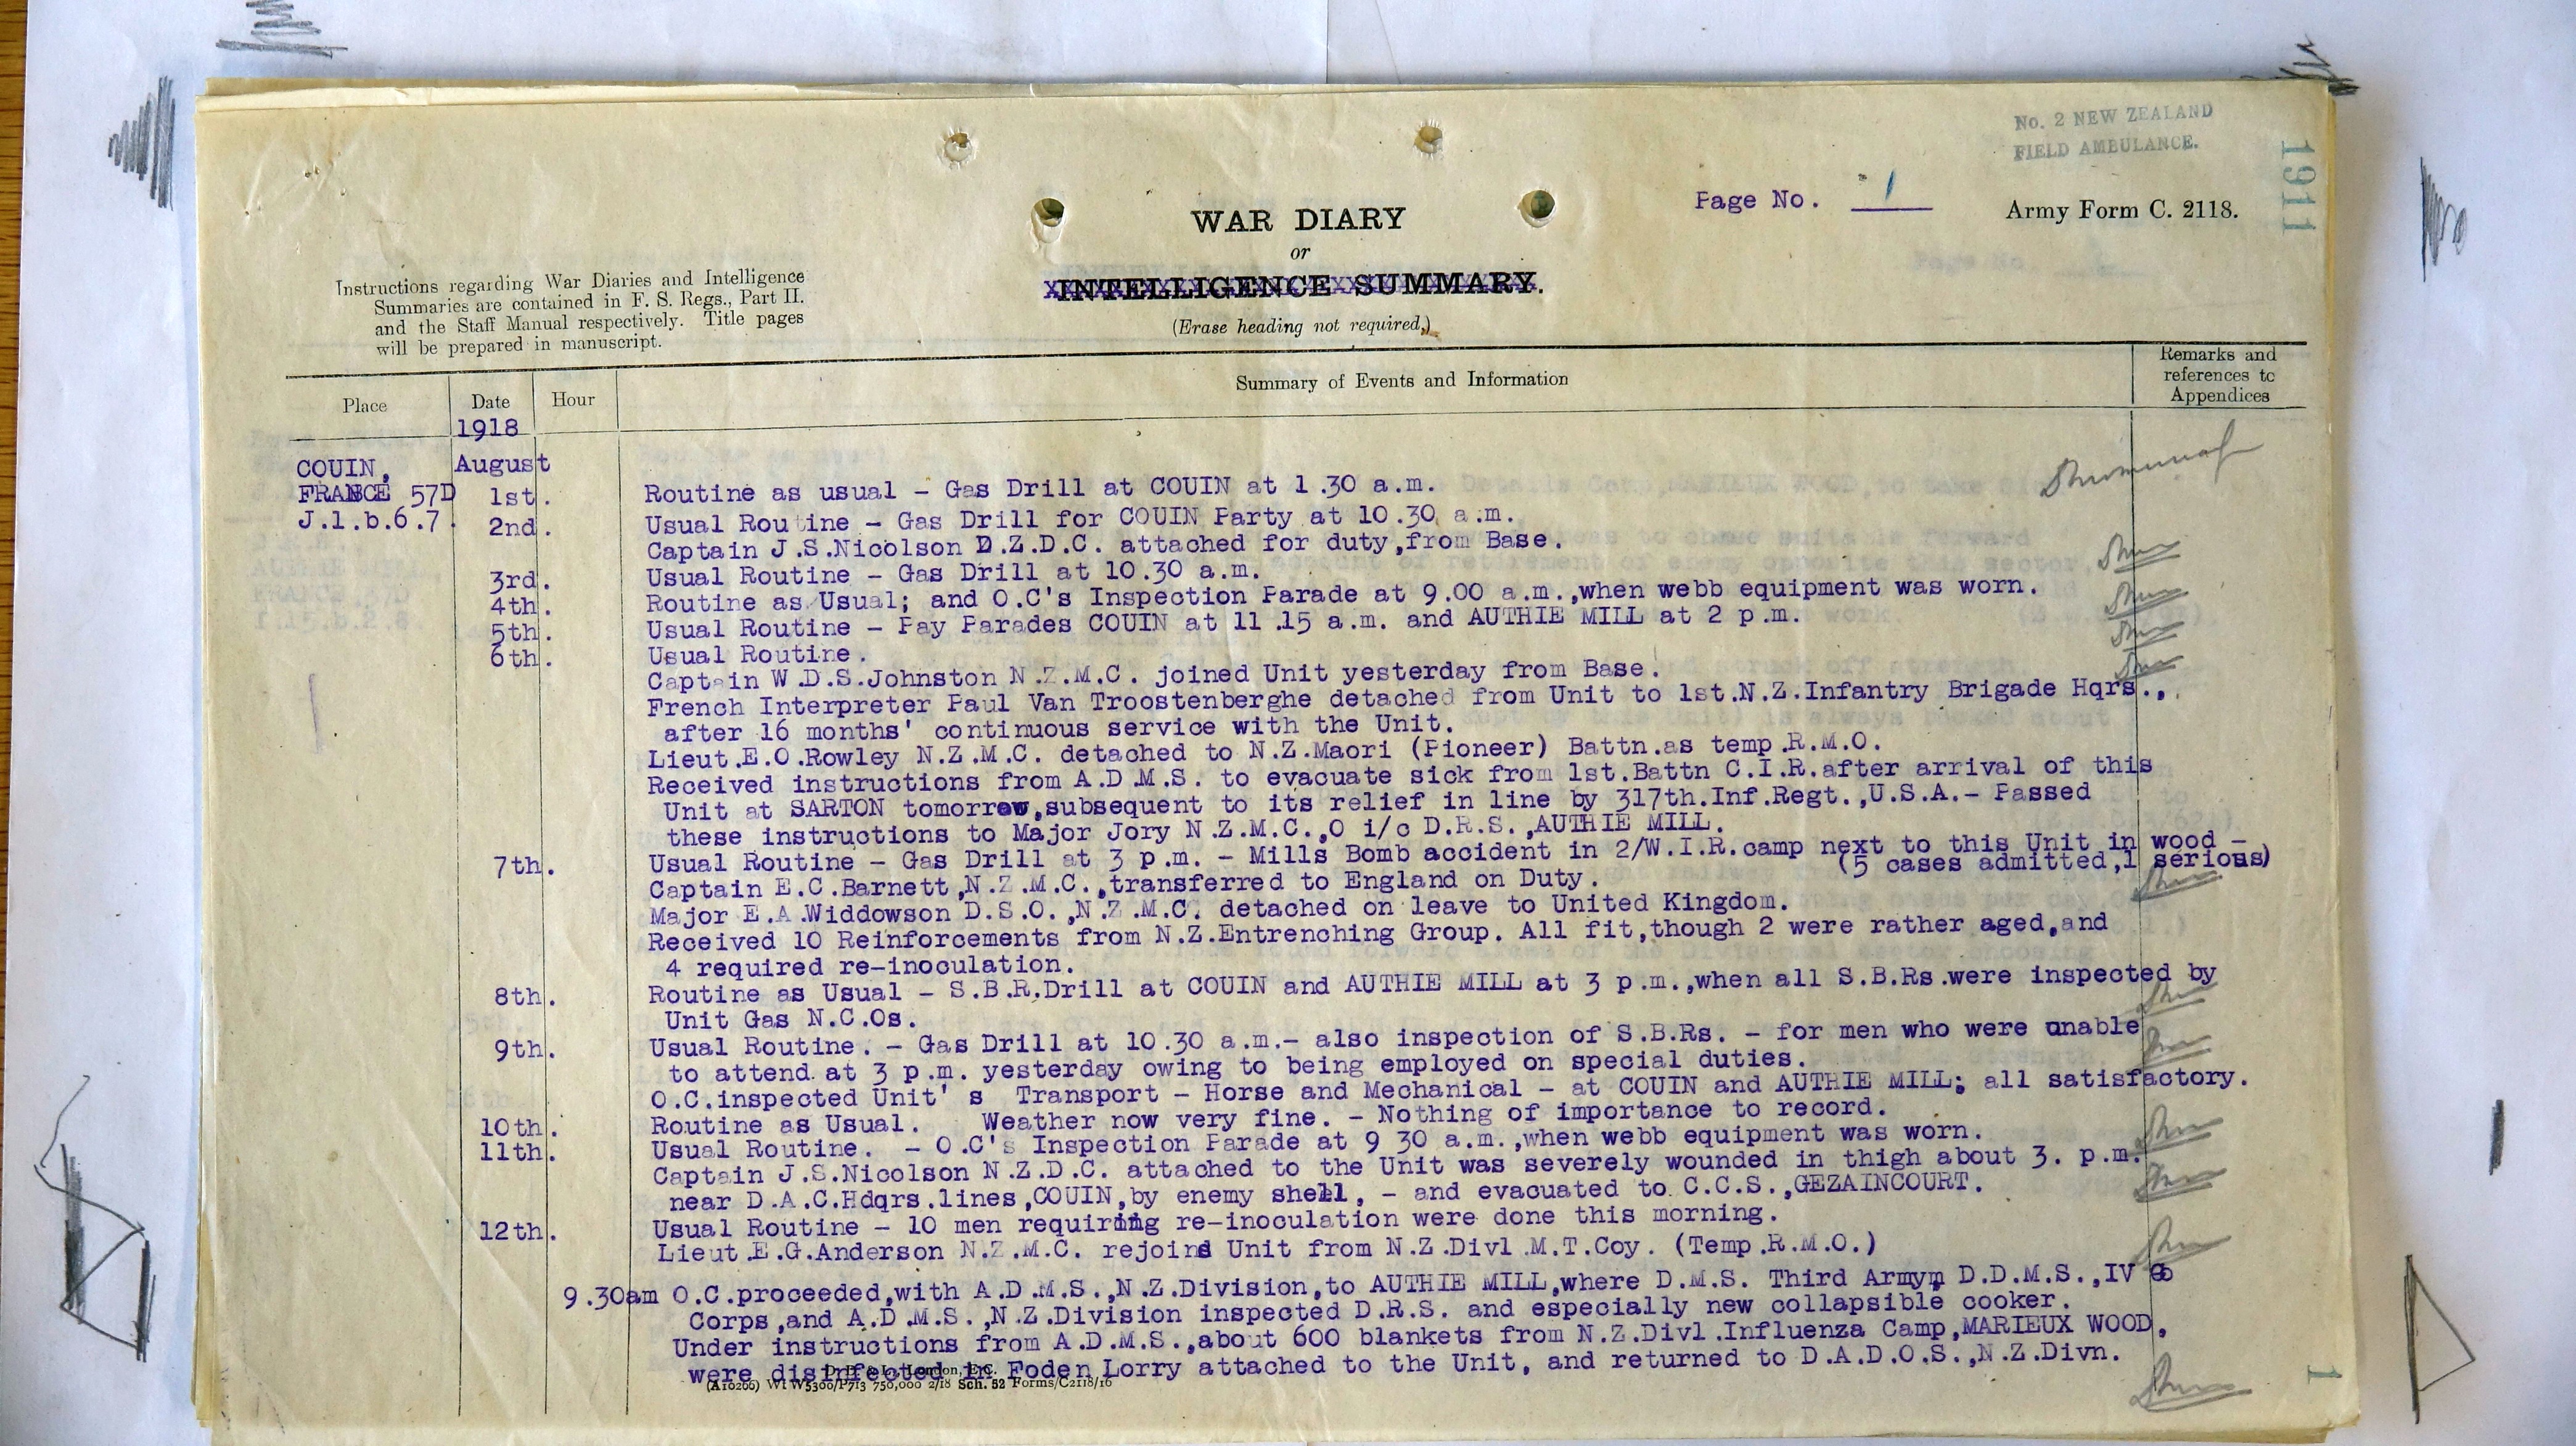 No. 2 NEW ZEALAND
FIELD AMBULANCE.
1911
Page No. 1
Army Form C. 2118.
WAR DIARY
or
INTELLIGENCE SUMMARY.
(Erase heading not required,)
Instructions regarding War Diaries and Intelligence
Summaries are contained in F. S. Regs., Part II.
and the Staff Manual respectively. Title pages
will be prepared in manuscript.
Place
Date
Hour
Summary of Events and Information
Remarks and
references to
Appendices
1918
COUIN, August
FRANCE 57D 1st. Routine as usual - Gas Drill at COUIN at 1.30 a.m.
J.1.b.6.7. 2nd. Usual Routine - Gas Drill for COUIN Party at 10.30 a.m.
Captain J.S.Nicolson D.Z.D.C. attached for duty,from Base.
3rd. Usual Routine - Gas Drill at 10.30 a.m.
4th. Routine as Usual; and O.C's Inspection Parade at 9.00 a.m.,when webb equipment was worn.
5th. Usual Routine - Pay Parades COUIN at 11.15 a.m. and AUTHIE MILL at 2 p.m.
6th. Usual Routine.
Captain W.D.S.Johnston N.Z.M.C. joined Unit yesterday from Base.
French Interpreter Paul Van Troostenberghe detached from Unit to 1st.N.Z.Infantry Brigade Hqrs.,
after 16 months' continuous service with the Unit.
Lieut.E.O.Rowley N.Z.M.C. detached to N.Z.Maori (Pioneer) Battn.as temp.R.M.O.
Received instructions from A.D.M.S. to evacuate sick from 1st.Battn C.I.R.after arrival of this
Unit at SARTON tomorrow,subsequent to its relief in line by 317th.Inf.Regt.,U.S.A.- Passed
these instructions to Major Jory N.Z.M.C.,O i/c D.R.S.,AUTHIE MILL.
7th. Usual Routine - Gas Drill at 3 p.m. - Mills Bomb accident in 2/W.I.R.camp next to this Unit in wood -
(5 cases admitted,1 serious)
Captain E.C.Barnett,N.Z.M.C.,transferred to England on Duty.
Major E.A.Widdowson D.S.O.,N.Z.M.C. detached on leave to United Kingdom.
Received 10 Reinforcements from N.Z.Entrenching Group. All fit,though 2 were rather aged,and
4 required re-inoculation.
8th. Routine as Usual - S.B.R.Drill at COUIN and AUTHIE MILL at 3 p.m.,when all S.B.Rs.were inspected by
Unit Gas N.C.Os.
9th. Usual Routine. - Gas Drill at 10.30 a.m.- also inspection of S.B.Rs. - for men who were unable
to attend at 3 p.m. yesterday owing to being employed on special duties.
O.C.inspected Unit' s Transport - Horse and Mechanical - at COUIN and AUTHIE MILL; all satisfactory.
10th. Routine as Usual. Weather now very fine. - Nothing of importance to record.
11th. Usual Routine. - O.C's Inspection Parade at 9 30 a.m.,when webb equipment was worn.
Captain J.S.Nicolson N.Z.D.C. attached to the Unit was severely wounded in thigh about 3. p.m.
near D.A.C.Hdqrs.lines,COUIN,by enemy shell, - and evacuated to C.C.S.,GEZAINCOURT.
12th. Usual Routine - 10 men requiring re-inoculation were done this morning.
Lieut.E.G.Anderson N.Z.M.C. rejoins Unit from N.Z.Divl.M.T.Coy. (Temp.R.M.O.)
9.30am O.C.proceeded,with A.D.M.S.,N.Z.Division,to AUTHIE MILL,where D.M.S. Third Army, D.D.M.S.,IV
Corps,and A.D.M.S.,N.Z.Division inspected D.R.S. and especially new collapsible cooker.
Under instructions from A.D.M.S.,about 600 blankets from N.Z.Divl.Influenza Camp,MARIEUX WOOD,
were disinfected in Foden Lorry attached to the Unit, and returned to D.A.D.O.S.,N.Z.Divn.
London, E.C.
(A10266) Wt W5300/P713 750,000 2/18 Sch. 52 Forms/C2118/16
1